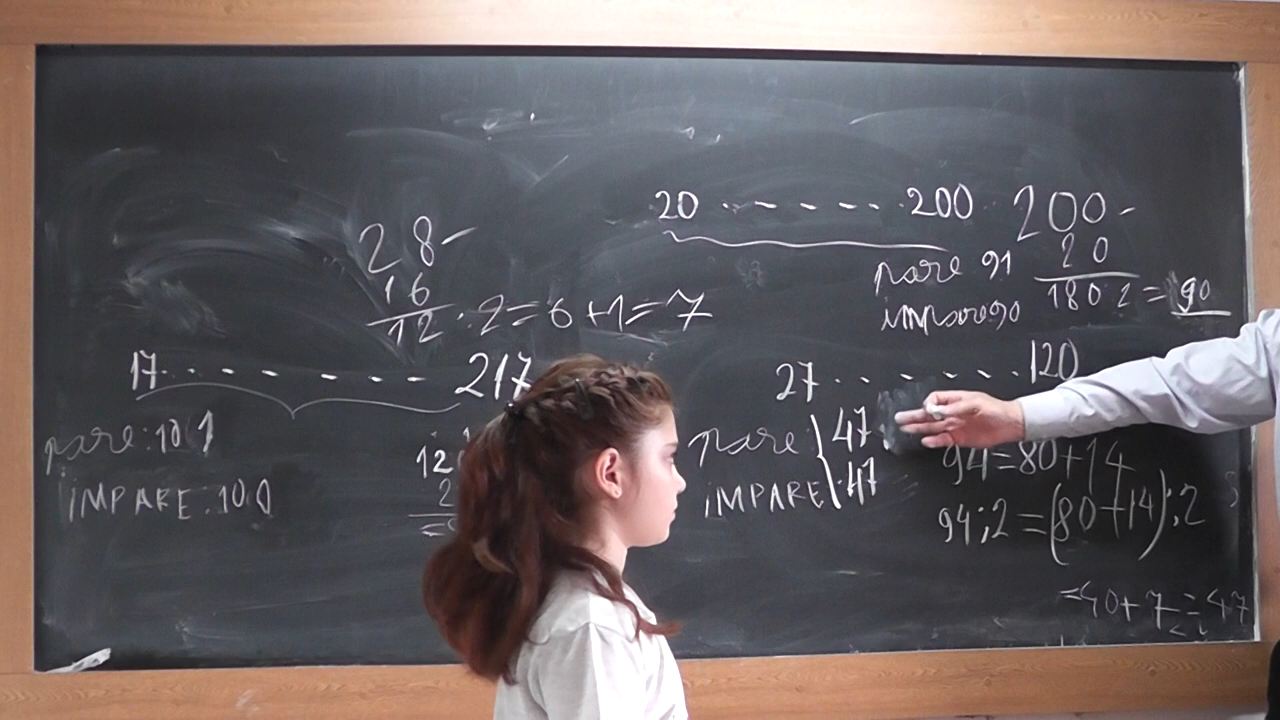 28-
16
12:2=6+1=7
17. - - - - - 217
pare:101
IMPARE:100
12
2
20 - - - - - - 200
200-
20
180:2=90
pare 91
impare 90
27 . . - - - . 120
pare 47
IMPARE:47
94=80+14
94:2=(80+14):2
=40+7=47